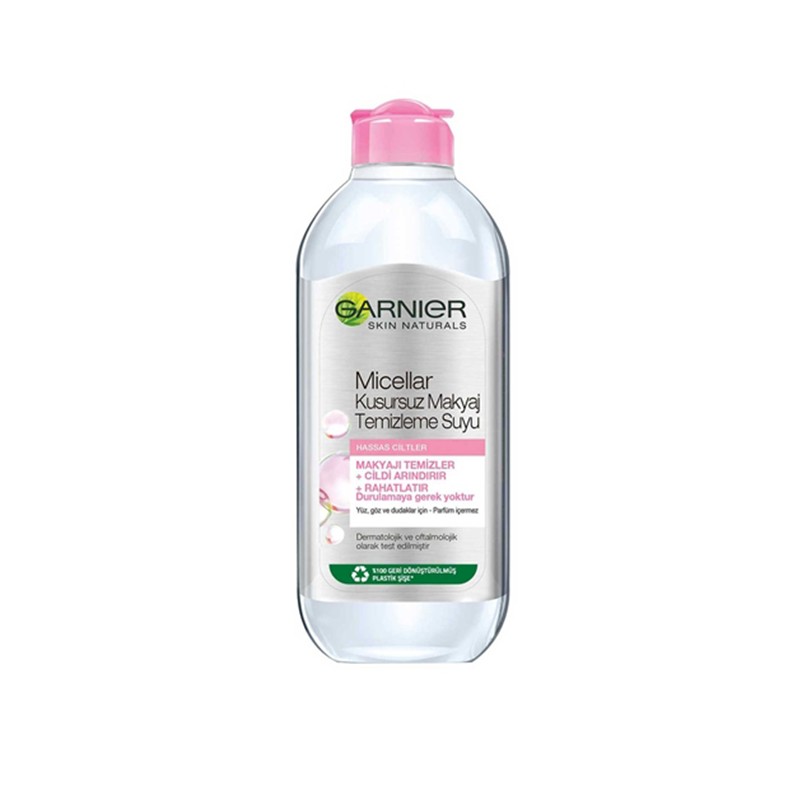 GARNIER
SKIN NATURALS
Micellar
Kusursuz Makyaj
Temizleme Suyu
HASSAS CİLTLER
MAKYAJI TEMİZLER
+ CİLDİ ARINDIRIR
+ RAHATLATIR
Durulamaya gerek yoktur
Yüz, göz ve dudaklar için - Parfüm içermez
Dermatolojik ve oftalmolojik
olarak test edilmiştir
%100 GERİ DÖNÜŞTÜRÜLMÜŞ
PLASTİK ŞİŞE*